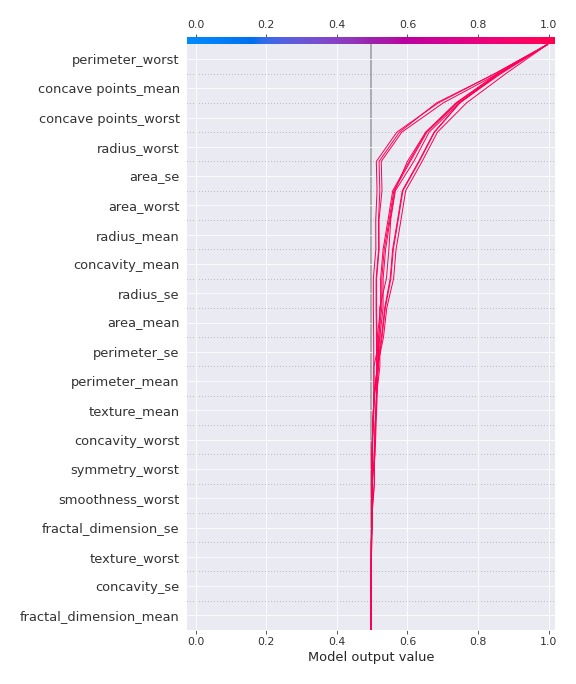 0.0 0.2 0.4 0.6 0.8 1.0
perimeter_worst
concave points_mean
concave points_worst
radius_worst
area_se
area_worst
radius_mean
concavity_mean
radius_se
area_mean
perimeter_se
perimeter_mean
texture_mean
concavity_worst
symmetry_worst
smoothness_worst
fractal_dimension_se
texture_worst
concavity_se
fractal_dimension_mean
0.0 0.2 0.4 0.6 0.8 1.0
Model output value